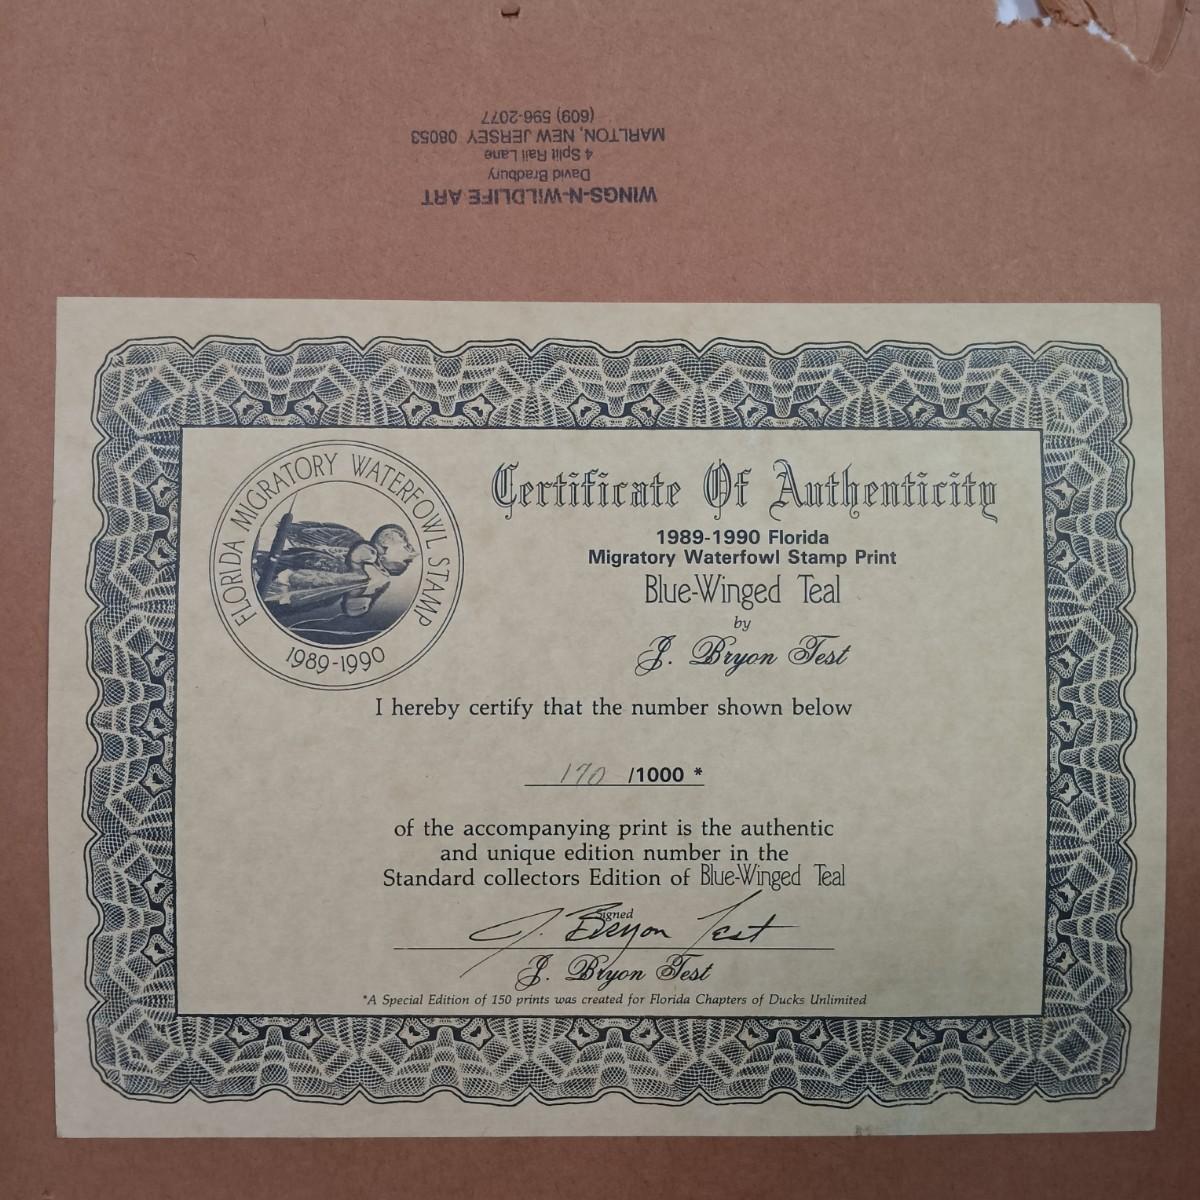 WINGS-N-WILDLIFE ART
David Bradbury
4 Split Rail Lane
MARLTON, NEW JERSEY 08053
(609) 596-2077
FLORIDA MIGRATORY WATERFOWL STAMP
1989-1990
Certificate Of Authenticity
1989-1990 Florida
Migratory Waterfowl Stamp Print
Blue-Winged Teal
by
J. Bryon Test
I hereby certify that the number shown below
170 /1000 *
of the accompanying print is the authentic
and unique edition number in the
Standard collectors Edition of Blue-Winged Teal
Signed
J. Bryon Test
J. Bryon Test
*A Special Edition of 150 prints was created for Florida Chapters of Ducks Unlimited